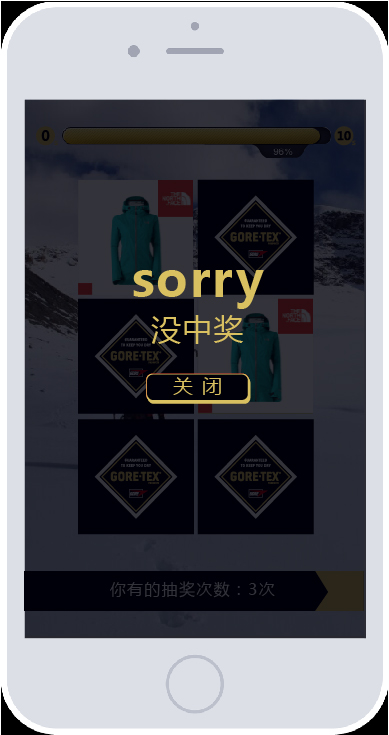 0
10
96%
THE NORTH FACE
GUARANTEED
TO KEEP YOU DRY
GORE-TEX
sorry
THE NORTH FACE
没中奖
GUARANTEED
TO KEEP YOU DRY
GORE-TEX
关闭
GUARANTEED
TO KEEP YOU DRY
GORE-TEX
GUARANTEED
TO KEEP YOU DRY
GORE-TEX
你有的抽奖次数：3次